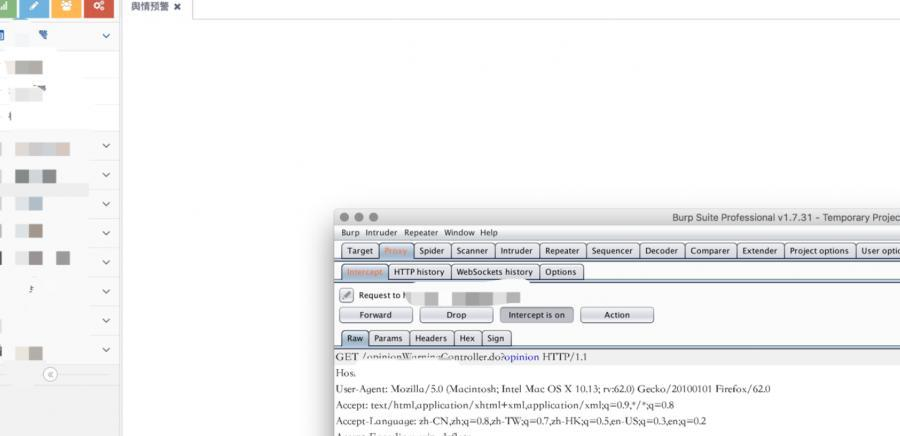 舆情预警
Burp Suite Professional v1.7.31 - Temporary Projec
Burp Intruder Repeater Window Help
Target Proxy Spider Scanner Intruder Repeater Sequencer Decoder Comparer Extender Project options User optio
Intercept HTTP history WebSockets history Options
Request to
Forward Drop Intercept is on Action
Raw Params Headers Hex Sign
GET /opinionWarningController.do?opinion HTTP/1.1
Hos
User-Agent: Mozilla/5.0 (Macintosh; Intel Mac OS X 10.13; rv:62.0) Gecko/20100101 Firefox/62.0
Accept: text/html,application/xhtml+xml,application/xml;q=0.9,*/*;q=0.8
Accept-Language: zh-CN,zh;q=0.8,zh-TW;q=0.7,zh-HK;q=0.5,en-US;q=0.3,en;q=0.2